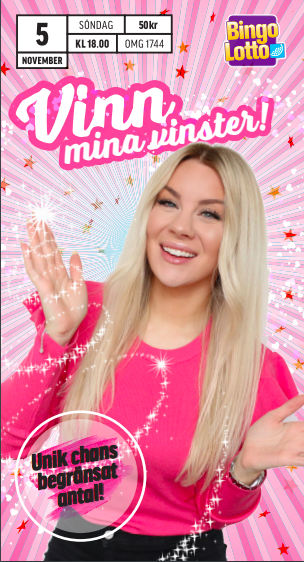 5
NOVEMBER
SÖNDAG
50kr
KL 18.00
OMG 1744
Bingo
Lotto
Vinn
mina vinster!
Unik chans
begränsat
antal!